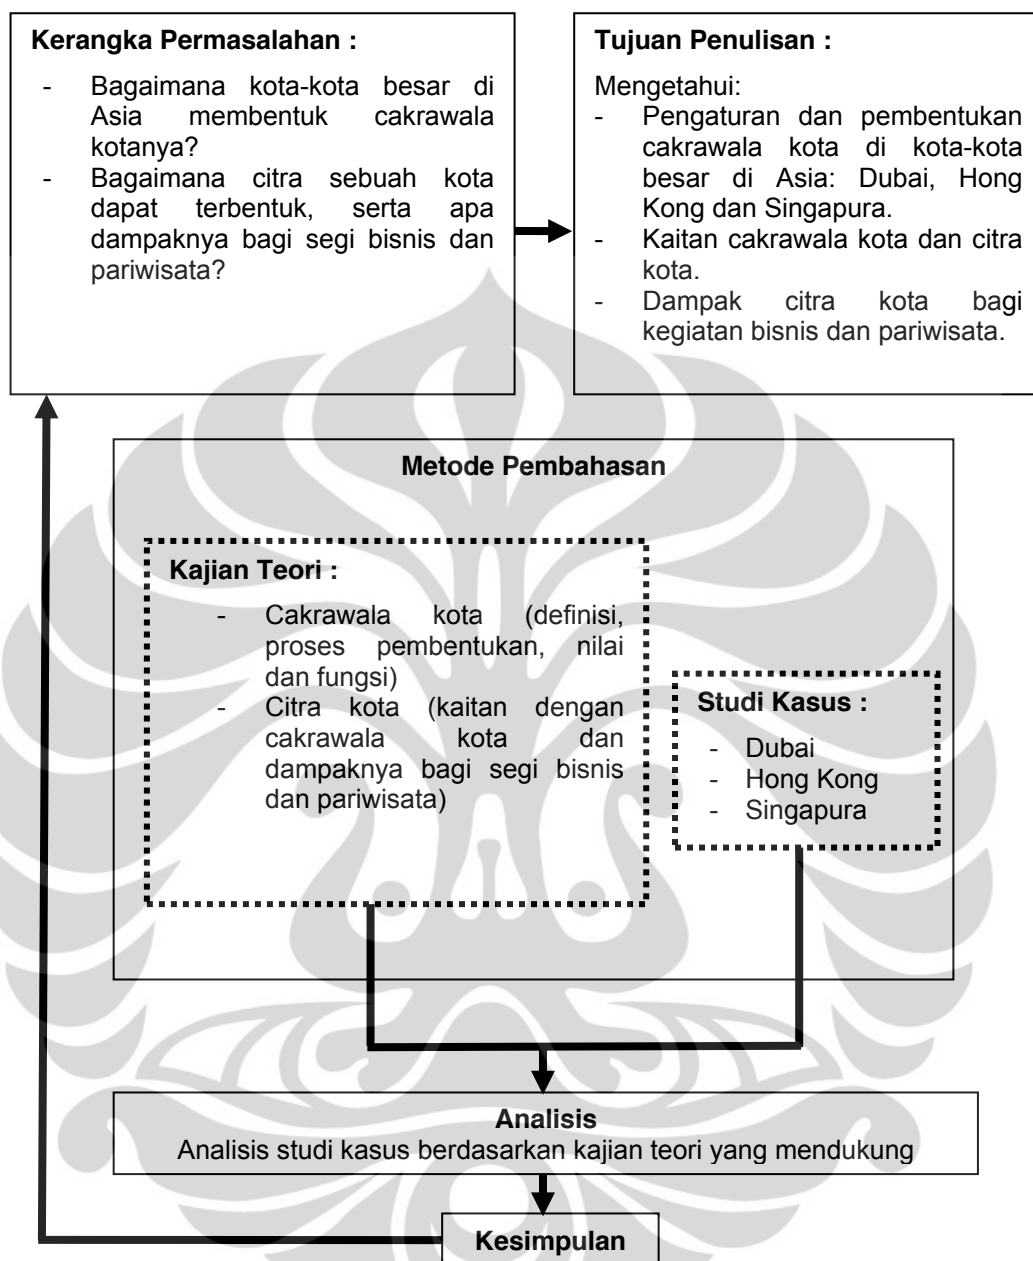 Kerangka Permasalahan :
- Bagaimana kota-kota besar di
Asia membentuk cakrawala
kotanya?
- Bagaimana citra sebuah kota
dapat terbentuk, serta apa
dampaknya bagi segi bisnis dan
pariwisata?
Tujuan Penulisan :
Mengetahui:
- Pengaturan dan pembentukan
cakrawala kota di kota-kota
besar di Asia: Dubai, Hong
Kong dan Singapura.
- Kaitan cakrawala kota dan citra
kota.
- Dampak citra kota bagi
kegiatan bisnis dan pariwisata.
Metode Pembahasan
Kajian Teori :
- Cakrawala kota (definisi,
proses pembentukan, nilai
dan fungsi)
- Citra kota (kaitan dengan
cakrawala kota dan
dampaknya bagi segi bisnis
dan pariwisata)
Studi Kasus :
- Dubai
- Hong Kong
- Singapura
Analisis
Analisis studi kasus berdasarkan kajian teori yang mendukung
Kesimpulan